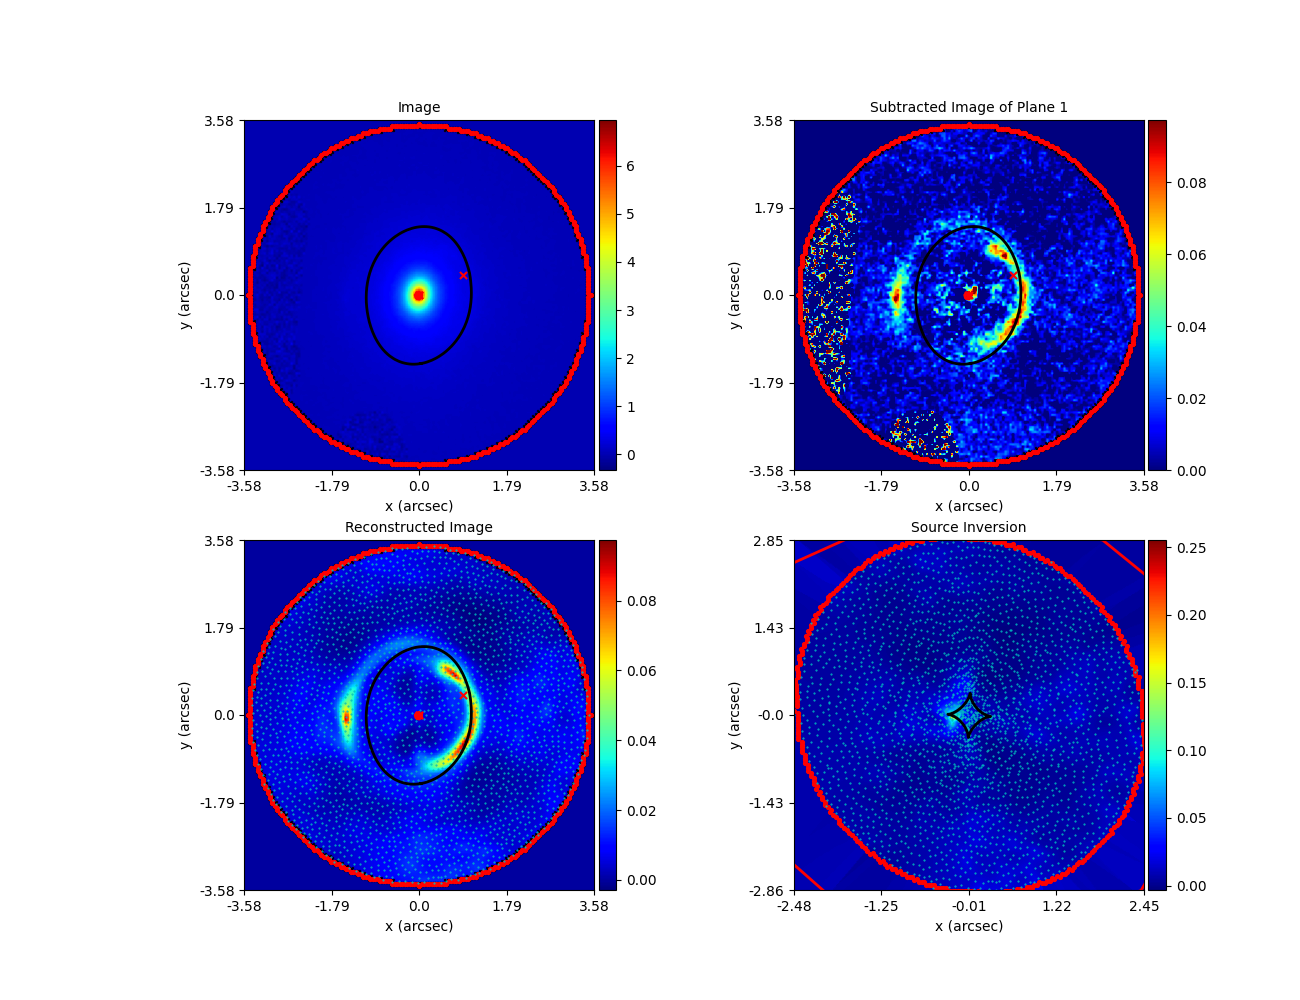 Image
3.58
1.79
0.0
-1.79
-3.58
y (arcsec)
-3.58 -1.79 0.0 1.79 3.58
x (arcsec)
6
5
4
3
2
1
0
Subtracted Image of Plane 1
3.58
1.79
0.0
-1.79
-3.58
y (arcsec)
-3.58 -1.79 0.0 1.79 3.58
x (arcsec)
0.08
0.06
0.04
0.02
0.00
Reconstructed Image
3.58
1.79
0.0
-1.79
-3.58
y (arcsec)
-3.58 -1.79 0.0 1.79 3.58
x (arcsec)
0.08
0.06
0.04
0.02
0.00
Source Inversion
2.85
1.43
-0.0
-1.43
-2.86
y (arcsec)
-2.48 -1.25 -0.01 1.22 2.45
x (arcsec)
0.25
0.20
0.15
0.10
0.05
0.00